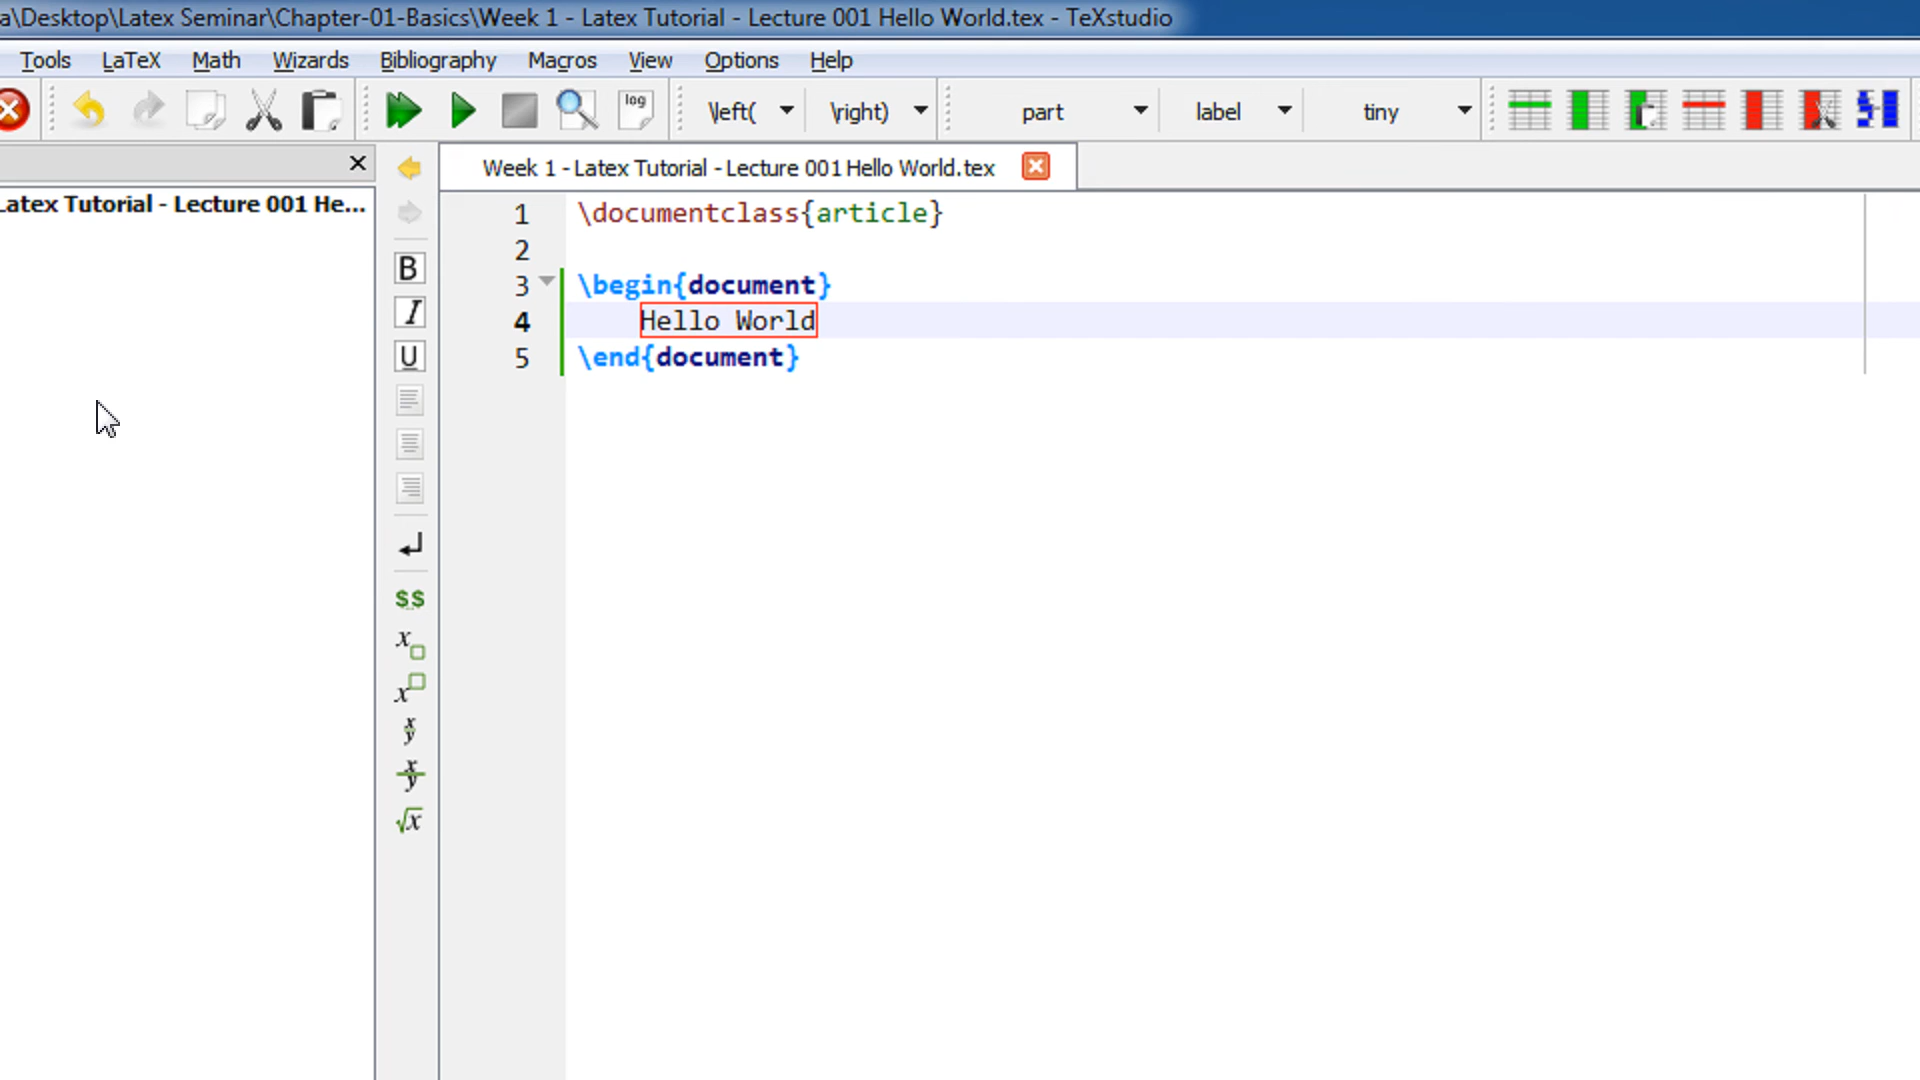 a\Desktop\Latex Seminar\Chapter-01-Basics\Week 1 - Latex Tutorial - Lecture 001 Hello World.tex - TeXstudio
Tools LaTeX Math Wizards Bibliography Macros View Options Help
log \left( \right) part label tiny
Week 1 - Latex Tutorial - Lecture 001 Hello World.tex
Latex Tutorial - Lecture 001 He...
1 \documentclass{article}
2
3 \begin{document}
4 Hello World
5 \end{document}
B
I
U
$$
x
x
x
y
x
y
√x